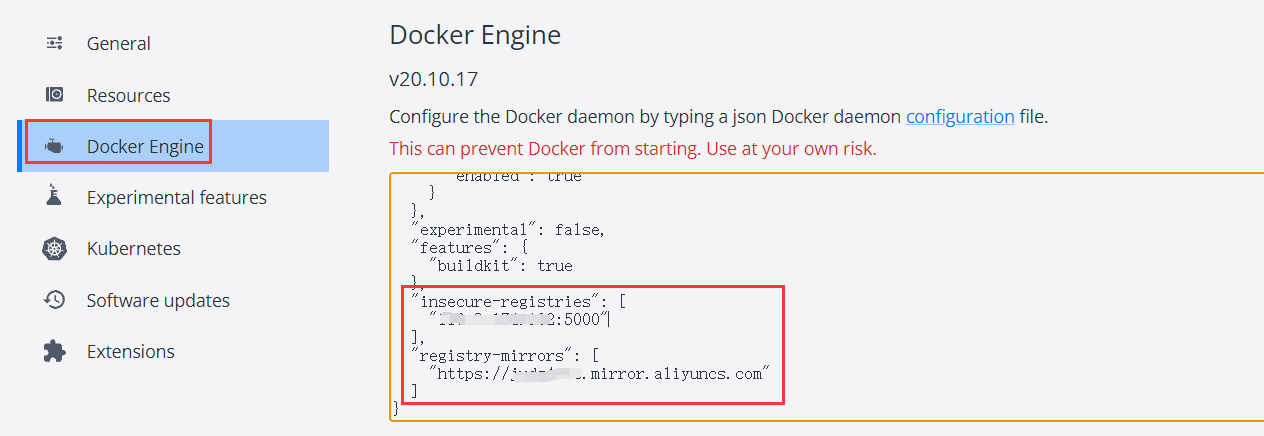 General
Resources
Docker Engine
Experimental features
Kubernetes
Software updates
Extensions
Docker Engine
v20.10.17
Configure the Docker daemon by typing a json Docker daemon configuration file.
This can prevent Docker from starting. Use at your own risk.
enabled": true
}
},
"experimental": false,
"features": {
"buildkit": true
},
"insecure-registries": [
:5000"
],
"registry-mirrors": [
"https:// .mirror.aliyuncs.com"
]
}